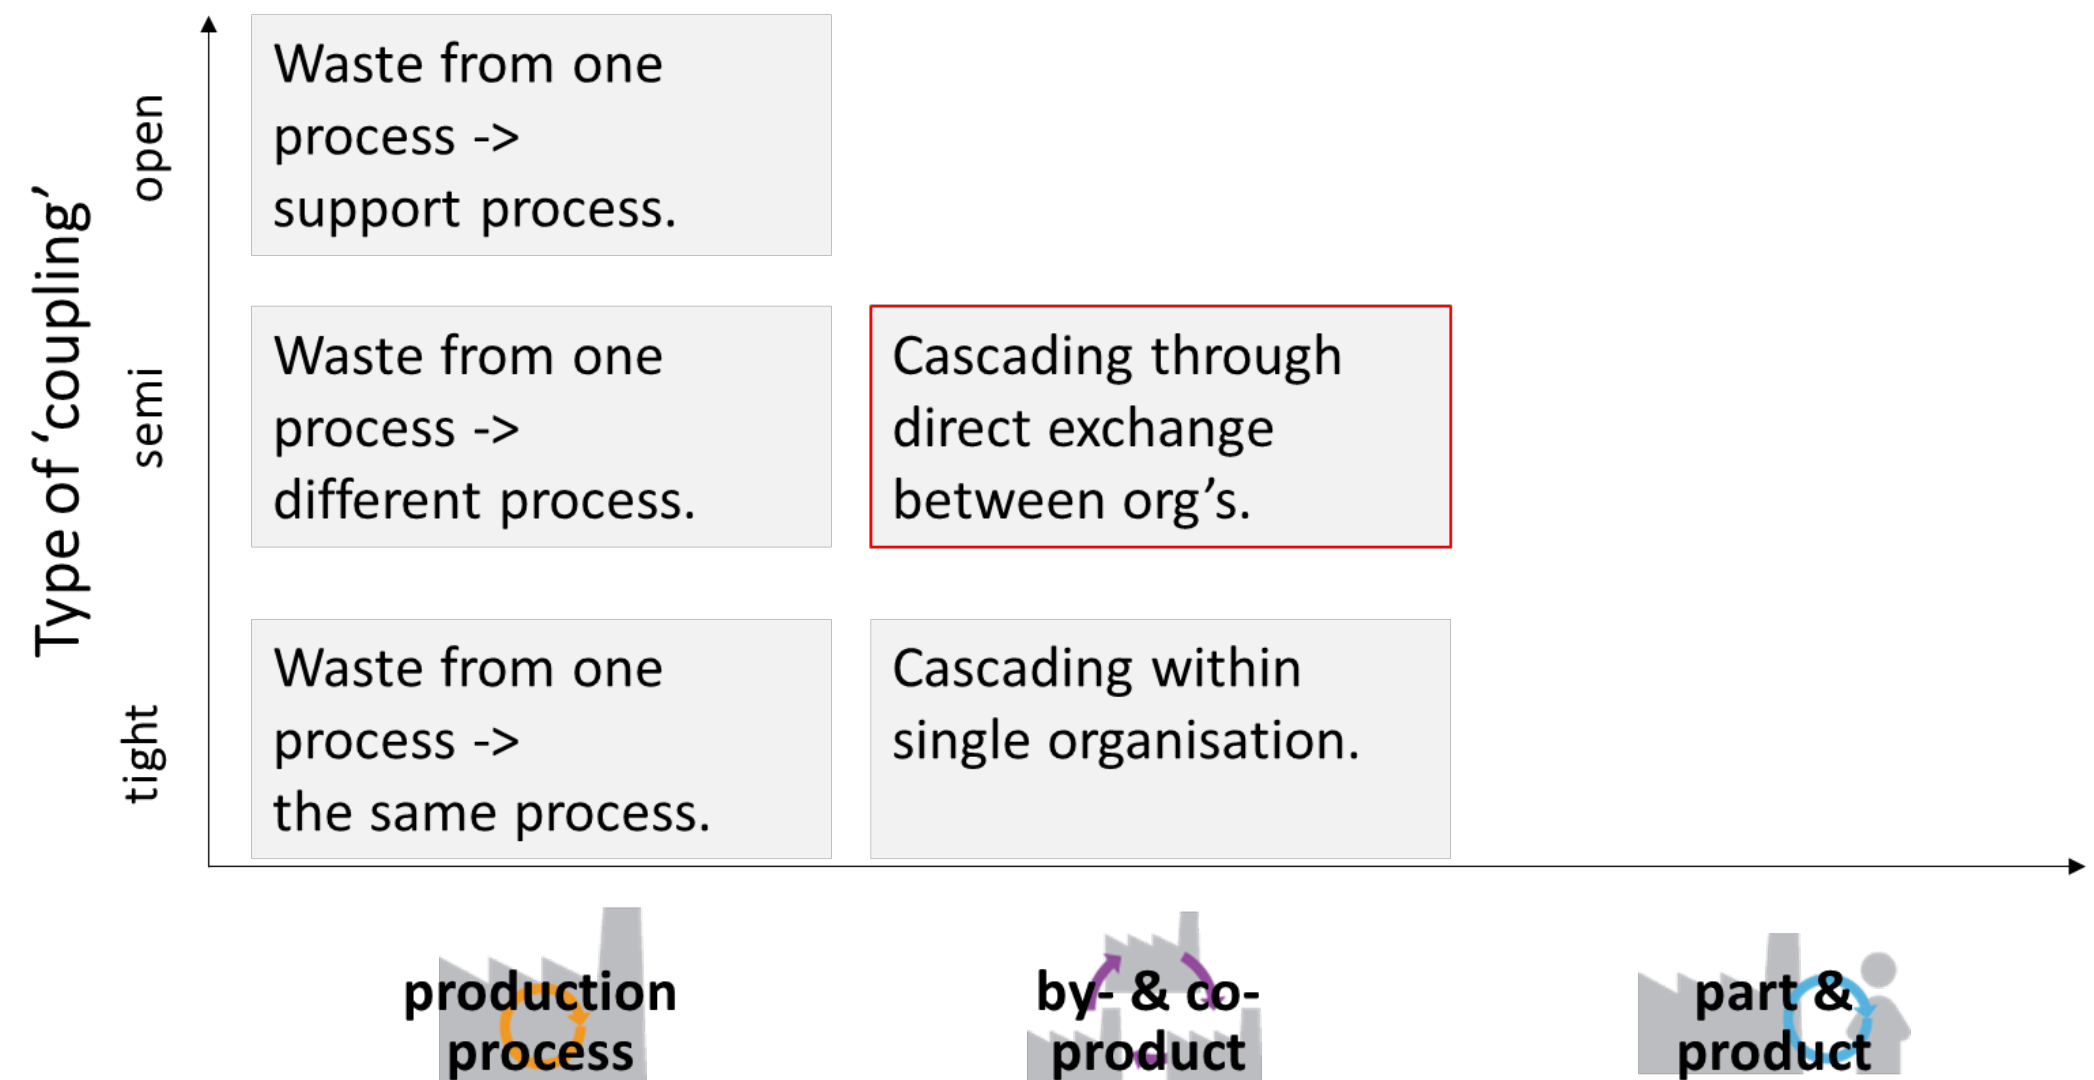 Type of ‘coupling’
open
semi
tight
Waste from one
process ->
support process.
Waste from one
process ->
different process.
Cascading through
direct exchange
between org’s.
Waste from one
process ->
the same process.
Cascading within
single organisation.
production
process
by- & co-
product
part &
product